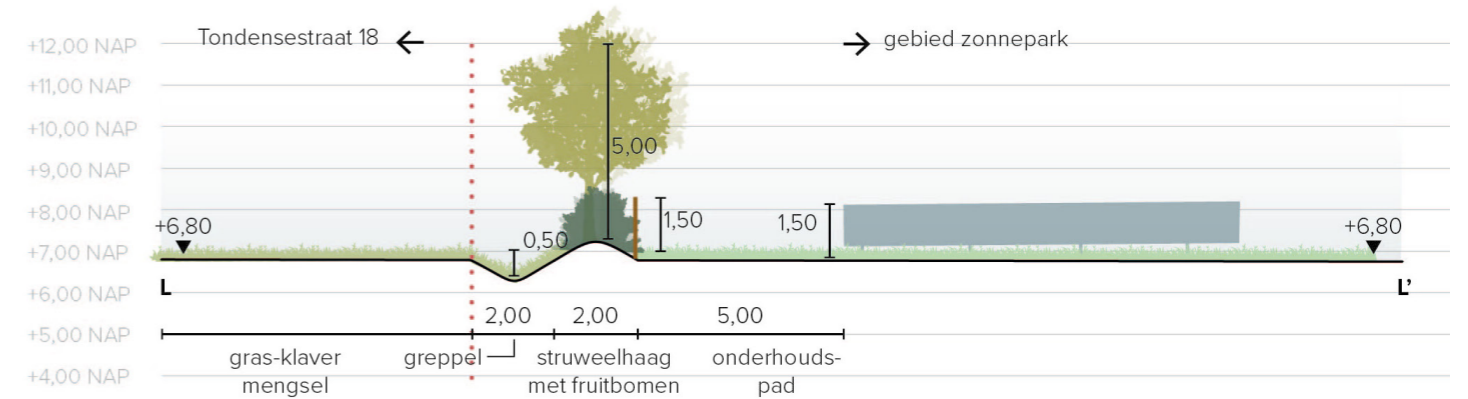 +12,00 NAP
Tondensestraat 18 ← → gebied zonnepark
+11,00 NAP
+10,00 NAP
5,00
+9,00 NAP
+8,00 NAP
+6,80 0,50 1,50 1,50 +6,80
+7,00 NAP
L L’
+6,00 NAP
2,00 2,00 5,00
+5,00 NAP
gras-klaver greppel struweelhaag onderhouds-
mengsel met fruitbomen pad
+4,00 NAP